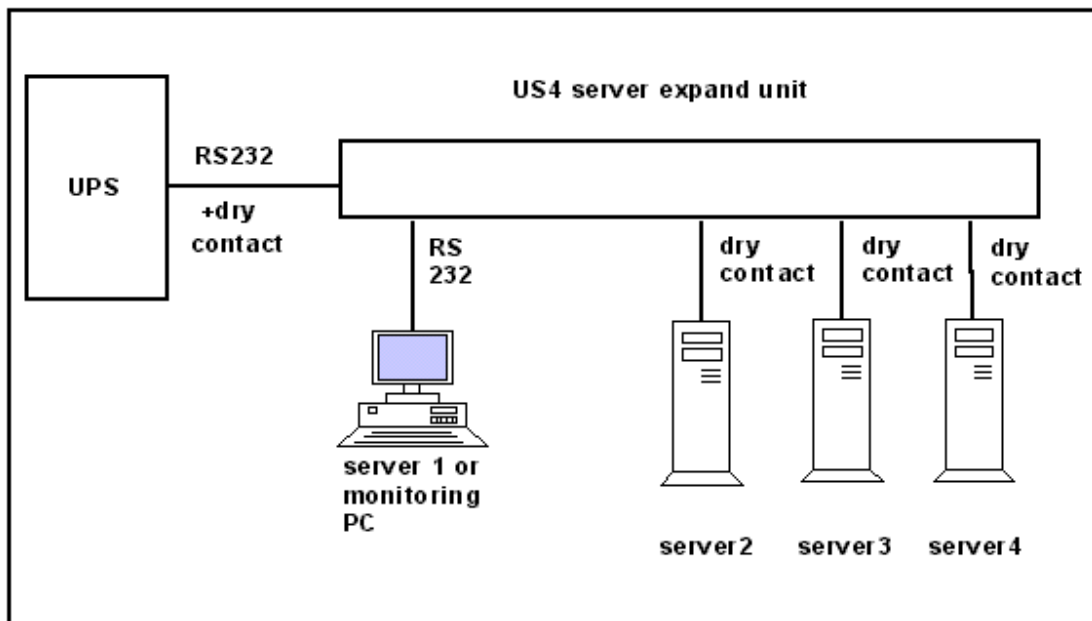 US4 server expand unit
RS232
UPS
+dry
contact
RS
232
dry
contact
dry
contact
dry
contact
server 1 or
monitoring
PC
server2
server3
server4